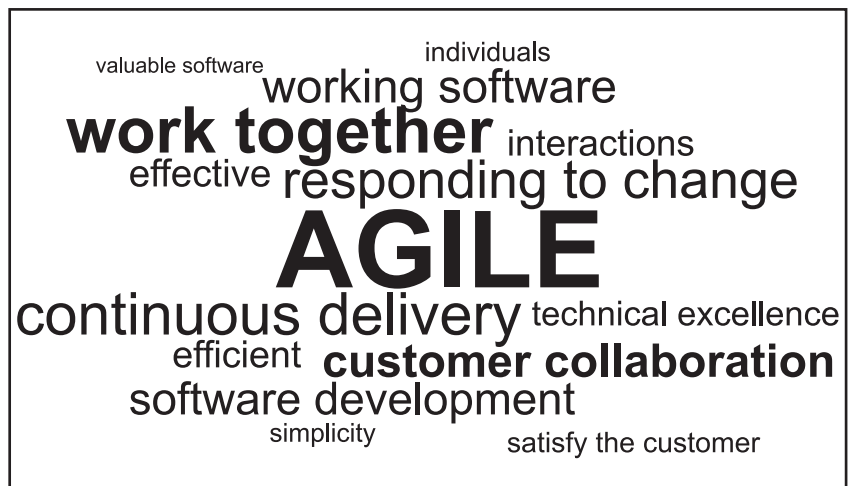 individuals
valuable software
working software
work together interactions
effective responding to change
AGILE
continuous delivery technical excellence
efficient customer collaboration
software development
simplicity
satisfy the customer